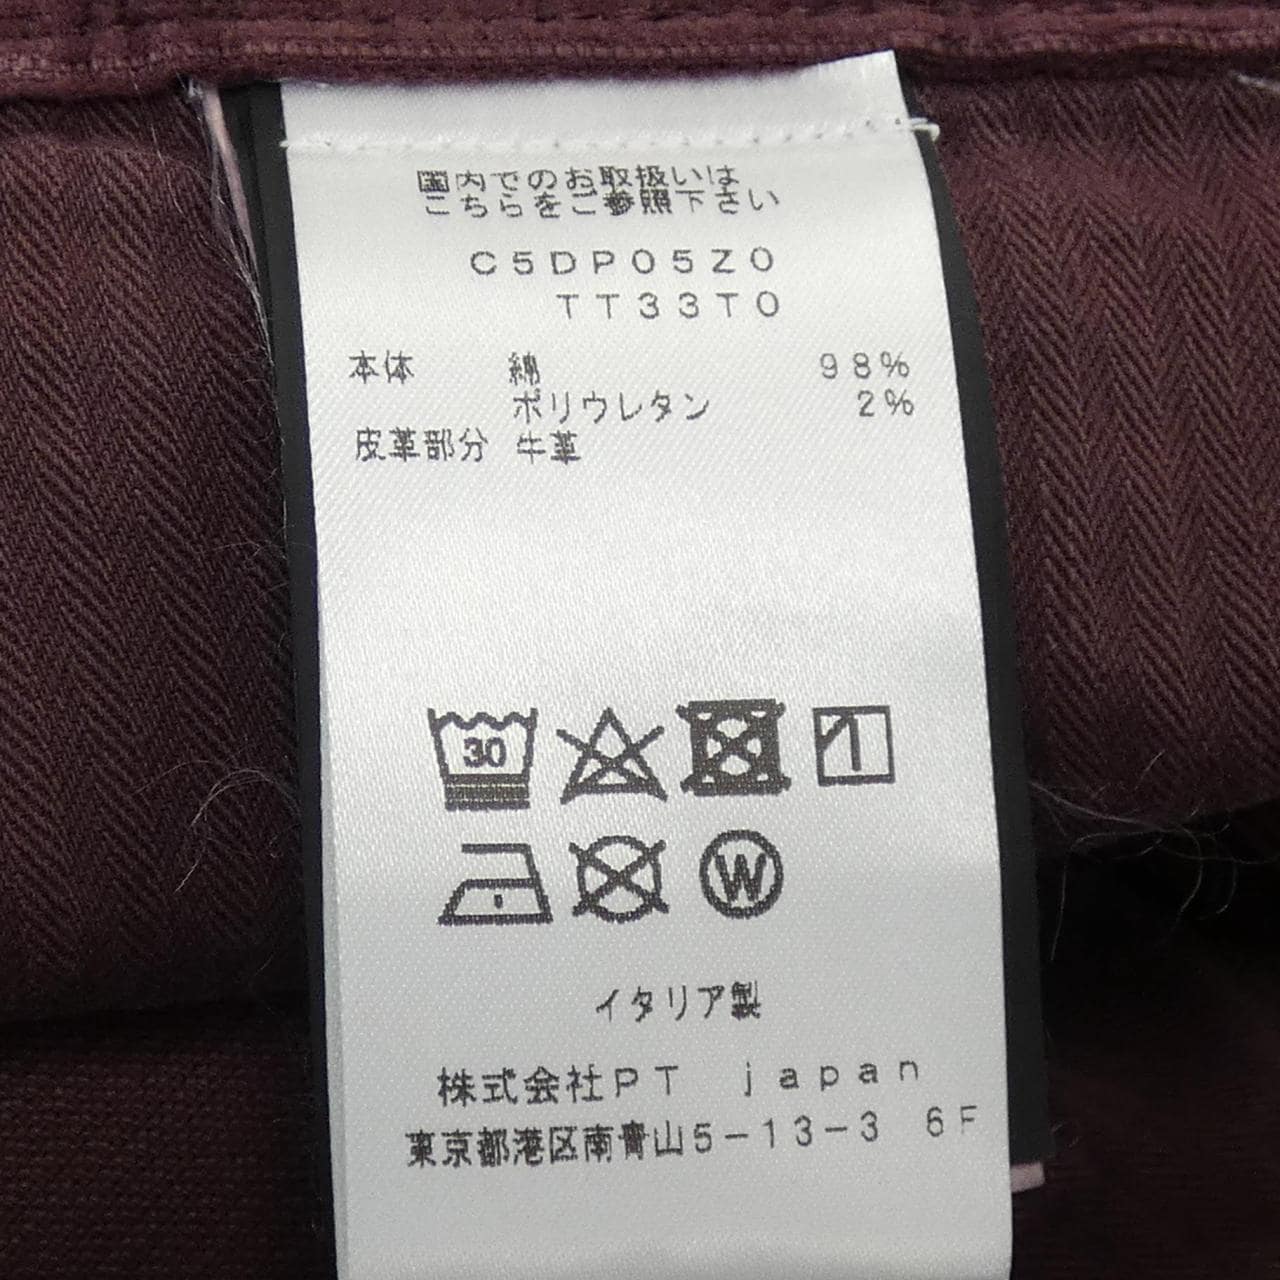 国内でのお取扱いは
こちらをご参照下さい
C5DP05Z0
TT33T0
本体 綿 98%
ポリウレタン 2%
皮革部分 牛革
30
W
イタリア製
株式会社PT japan
東京都港区南青山5-13-3 6F